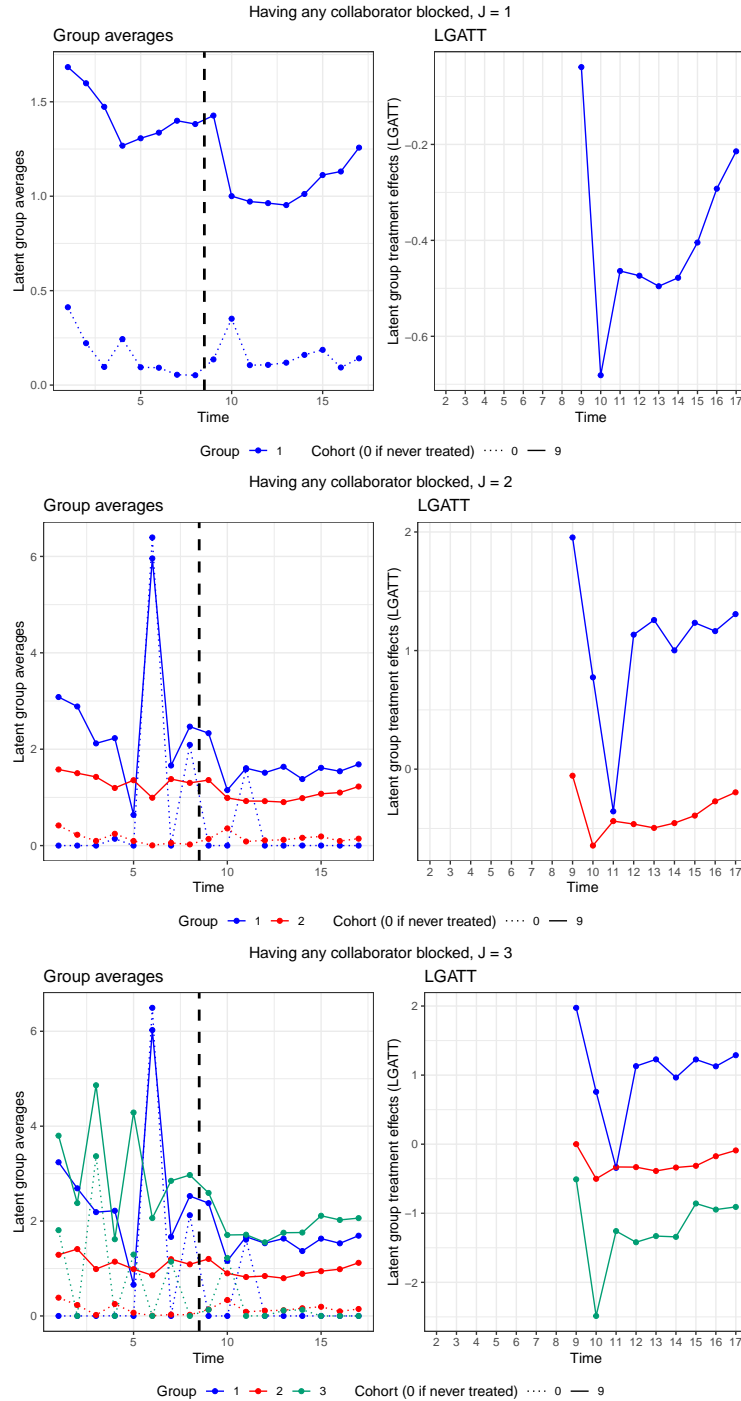 Having any collaborator blocked, J = 1
Group averages
LGATT
Latent group averages
0.0
0.5
1.0
1.5
5
10
15
Time
Latent group treatment effects (LGATT)
−0.2
−0.4
−0.6
2 3 4 5 6 7 8 9 10 11 12 13 14 15 16 17
Time
Group 1 Cohort (0 if never treated) 0 9
Having any collaborator blocked, J = 2
Group averages
LGATT
Latent group averages
0
2
4
6
5
10
15
Time
Latent group treatment effects (LGATT)
2
1
0
2 3 4 5 6 7 8 9 10 11 12 13 14 15 16 17
Time
Group 1 2 Cohort (0 if never treated) 0 9
Having any collaborator blocked, J = 3
Group averages
LGATT
Latent group averages
0
2
4
6
5
10
15
Time
Latent group treatment effects (LGATT)
2
1
0
−1
−2
2 3 4 5 6 7 8 9 10 11 12 13 14 15 16 17
Time
Group 1 2 3 Cohort (0 if never treated) 0 9